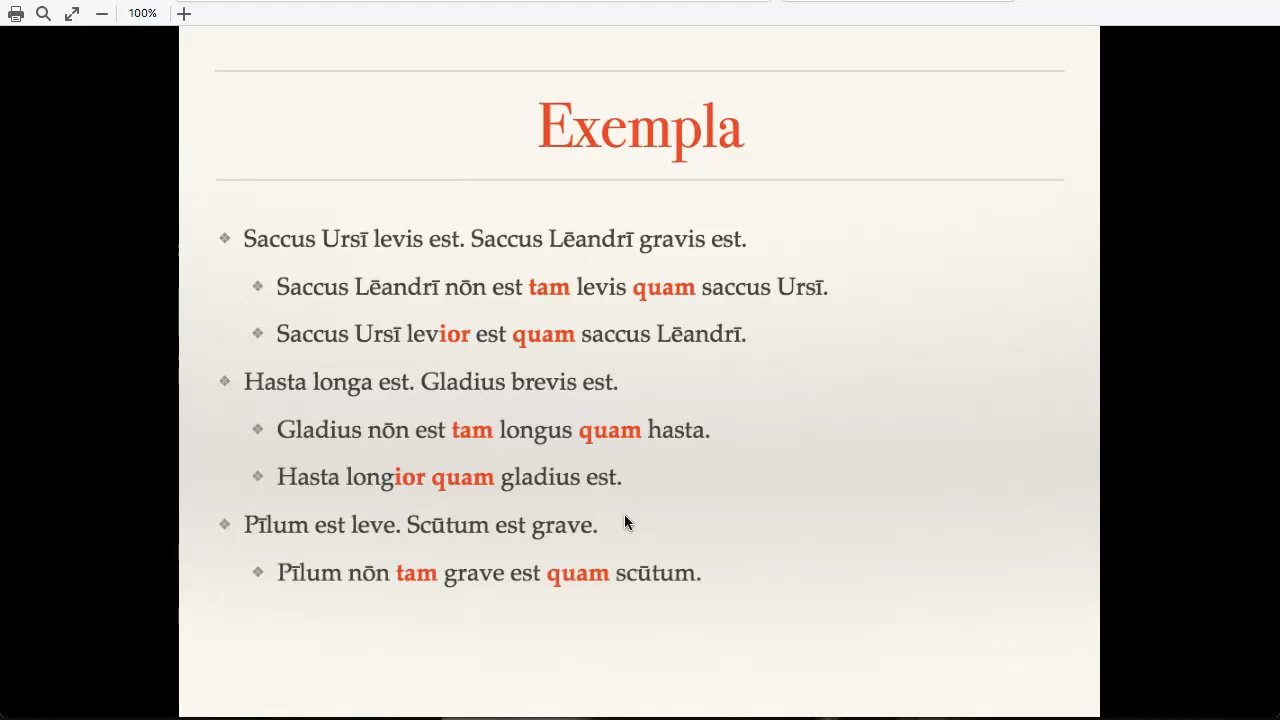 100%
Exempla
Saccus Ursī levis est. Saccus Lēandrī gravis est.
Saccus Lēandrī nōn est tam levis quam saccus Ursī.
Saccus Ursī levior est quam saccus Lēandrī.
Hasta longa est. Gladius brevis est.
Gladius nōn est tam longus quam hasta.
Hasta longior quam gladius est.
Pīlum est leve. Scūtum est grave.
Pīlum nōn tam grave est quam scūtum.